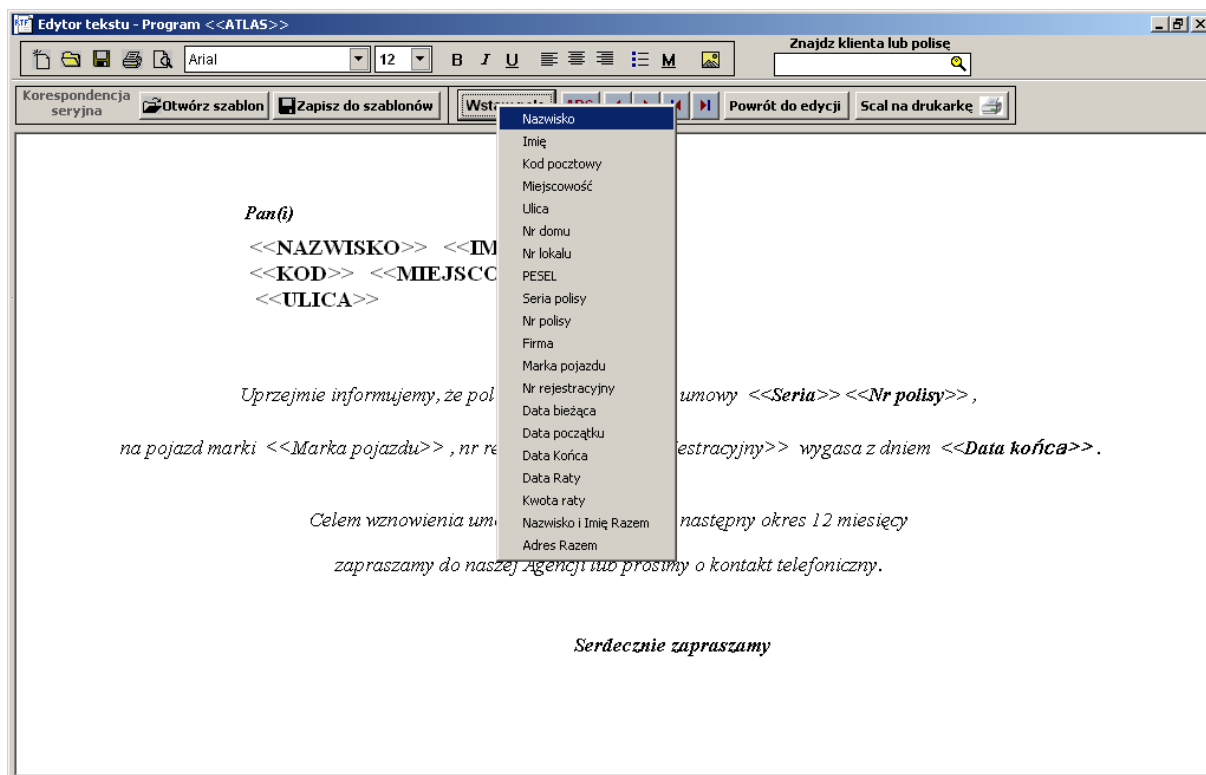 Edytor tekstu - Program <<ATLAS>>
Znajdz klienta lub polisę
Arial 12 B I U M
Korespondencja seryjna
Otwórz szablon Zapisz do szablonów Powrót do edycji Scal na drukarkę
Nazwisko
Imię
Kod pocztowy
Miejscowość
Ulica
Nr domu
Nr lokalu
PESEL
Seria polisy
Nr polisy
Firma
Marka pojazdu
Nr rejestracyjny
Data bieżąca
Data początku
Data Końca
Data Raty
Kwota raty
Nazwisko i Imię Razem
Adres Razem
Pan(i)
<<NAZWISKO>> <<IM
<<KOD>> <<MIEJSCO
<<ULICA>>
Uprzejmie informujemy, że pol umowy <<Seria>> <<Nr polisy>> ,
na pojazd marki <<Marka pojazdu>> , nr re estracyjny>> wygasa z dniem <<Data końca>> .
Celem wznowienia um następny okres 12 miesięcy
zapraszamy do naszej Agencji lub prosimy o kontakt telefoniczny.
Serdecznie zapraszamy